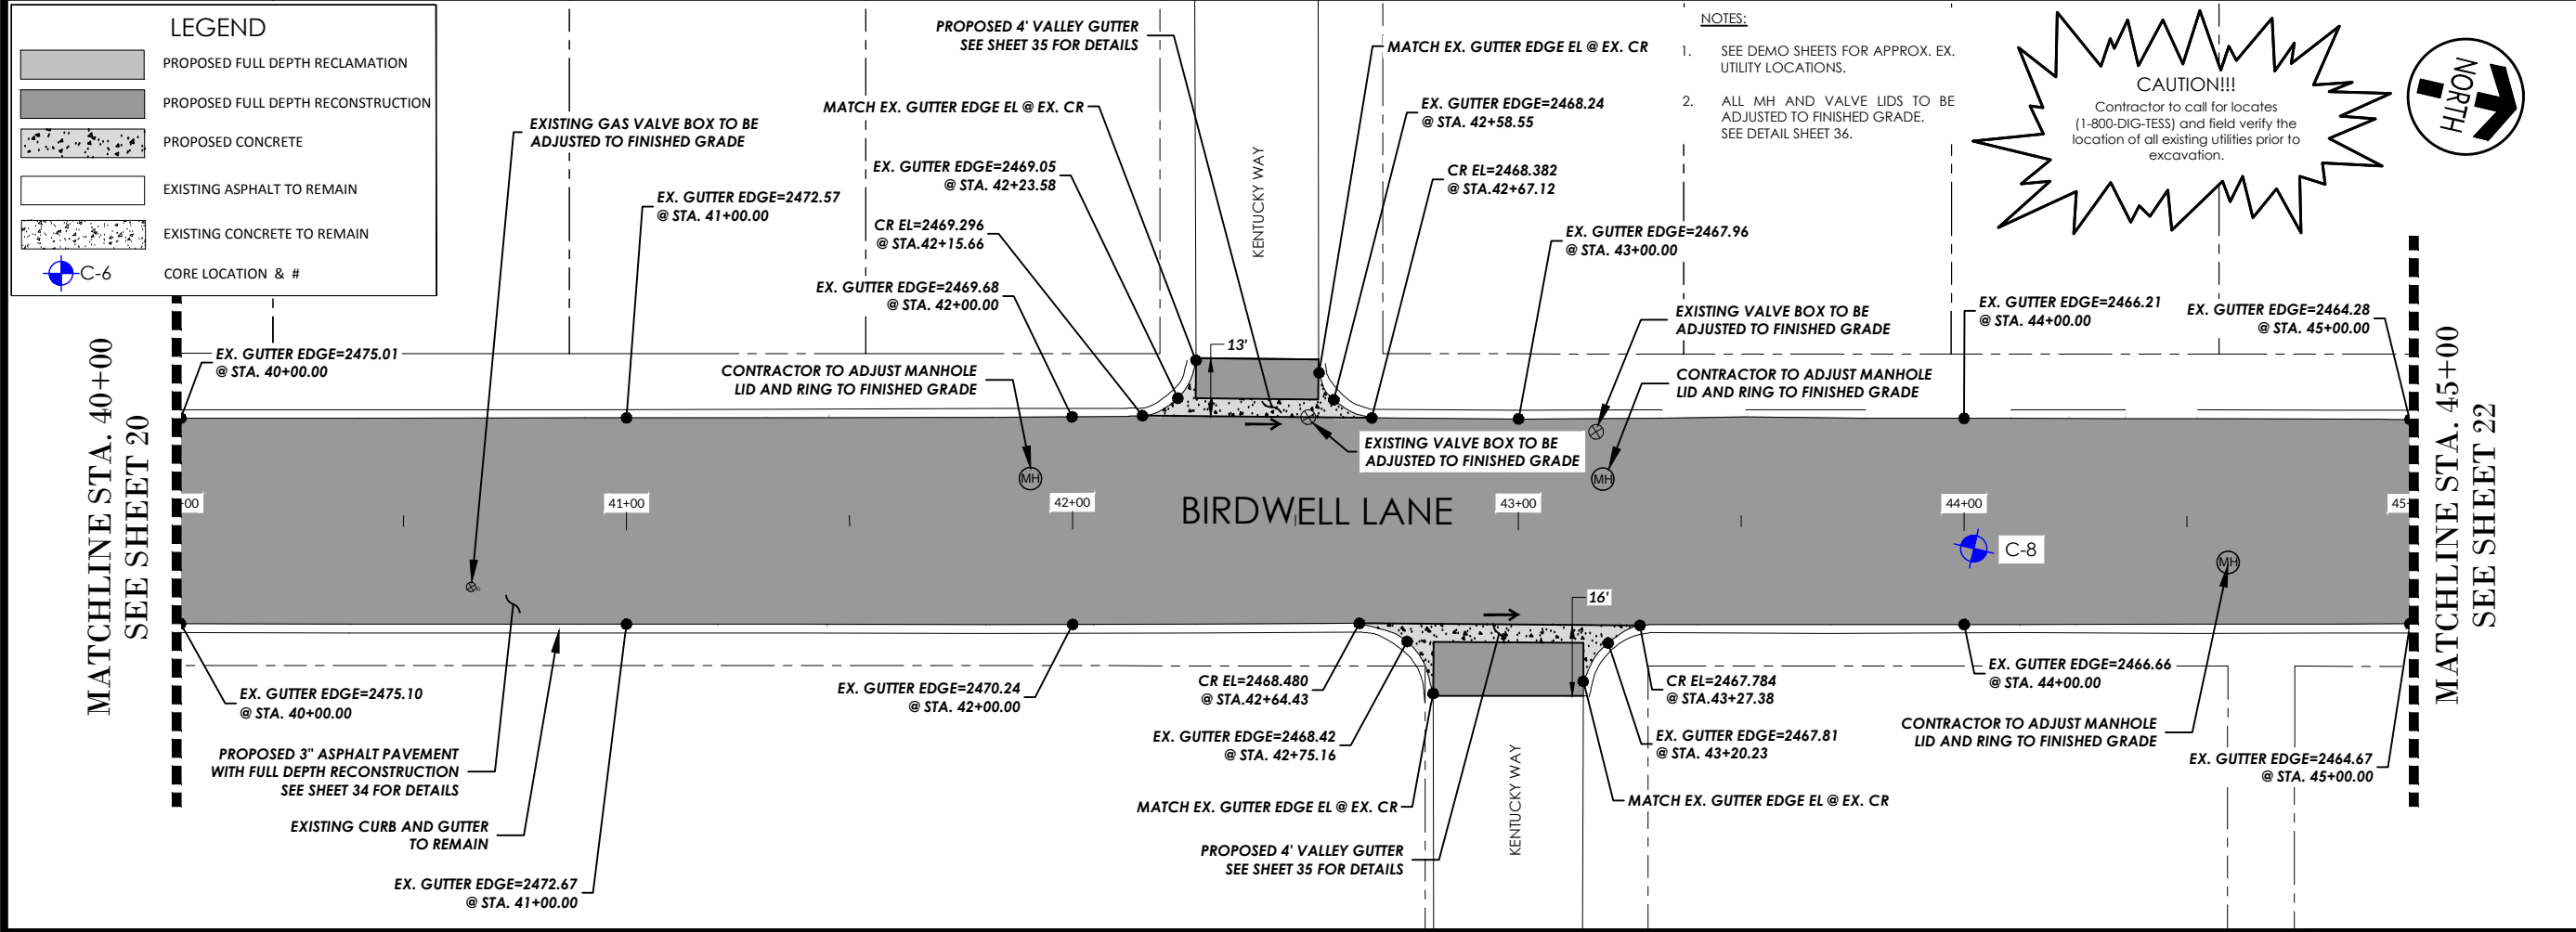 LEGEND
PROPOSED FULL DEPTH RECLAMATION
PROPOSED FULL DEPTH RECONSTRUCTION
PROPOSED CONCRETE
EXISTING ASPHALT TO REMAIN
EXISTING CONCRETE TO REMAIN
C-6
CORE LOCATION & #
NOTES:
1. SEE DEMO SHEETS FOR APPROX. EX.
UTILITY LOCATIONS.
2. ALL MH AND VALVE LIDS TO BE
ADJUSTED TO FINISHED GRADE.
SEE DETAIL SHEET 36.
CAUTION!!!
Contractor to call for locates
(1-800-DIG-TESS) and field verify the
location of all existing utilities prior to
excavation.
NORTH
PROPOSED 4' VALLEY GUTTER
SEE SHEET 35 FOR DETAILS
MATCH EX. GUTTER EDGE EL @ EX. CR
MATCH EX. GUTTER EDGE EL @ EX. CR
EXISTING GAS VALVE BOX TO BE
ADJUSTED TO FINISHED GRADE
EX. GUTTER EDGE=2468.24
@ STA. 42+58.55
EX. GUTTER EDGE=2469.05
@ STA. 42+23.58
CR EL=2468.382
@ STA.42+67.12
EX. GUTTER EDGE=2472.57
@ STA. 41+00.00
CR EL=2469.296
@ STA.42+15.66
KENTUCKY WAY
EX. GUTTER EDGE=2467.96
@ STA. 43+00.00
EX. GUTTER EDGE=2469.68
@ STA. 42+00.00
EXISTING VALVE BOX TO BE
ADJUSTED TO FINISHED GRADE
EX. GUTTER EDGE=2466.21
@ STA. 44+00.00
EX. GUTTER EDGE=2464.28
@ STA. 45+00.00
EX. GUTTER EDGE=2475.01
@ STA. 40+00.00
13'
CONTRACTOR TO ADJUST MANHOLE
LID AND RING TO FINISHED GRADE
CONTRACTOR TO ADJUST MANHOLE
LID AND RING TO FINISHED GRADE
EXISTING VALVE BOX TO BE
ADJUSTED TO FINISHED GRADE
MATCHLINE STA. 40+00
SEE SHEET 20
MATCHLINE STA. 45+00
SEE SHEET 22
MH
MH
+00
41+00
42+00
BIRDWELL LANE
43+00
44+00
45+
C-8
MH
16'
EX. GUTTER EDGE=2475.10
@ STA. 40+00.00
EX. GUTTER EDGE=2470.24
@ STA. 42+00.00
CR EL=2468.480
@ STA.42+64.43
CR EL=2467.784
@ STA.43+27.38
EX. GUTTER EDGE=2466.66
@ STA. 44+00.00
PROPOSED 3" ASPHALT PAVEMENT
WITH FULL DEPTH RECONSTRUCTION
SEE SHEET 34 FOR DETAILS
EX. GUTTER EDGE=2468.42
@ STA. 42+75.16
EX. GUTTER EDGE=2467.81
@ STA. 43+20.23
CONTRACTOR TO ADJUST MANHOLE
LID AND RING TO FINISHED GRADE
EX. GUTTER EDGE=2464.67
@ STA. 45+00.00
MATCH EX. GUTTER EDGE EL @ EX. CR
KENTUCKY WAY
MATCH EX. GUTTER EDGE EL @ EX. CR
EXISTING CURB AND GUTTER
TO REMAIN
PROPOSED 4' VALLEY GUTTER
SEE SHEET 35 FOR DETAILS
EX. GUTTER EDGE=2472.67
@ STA. 41+00.00